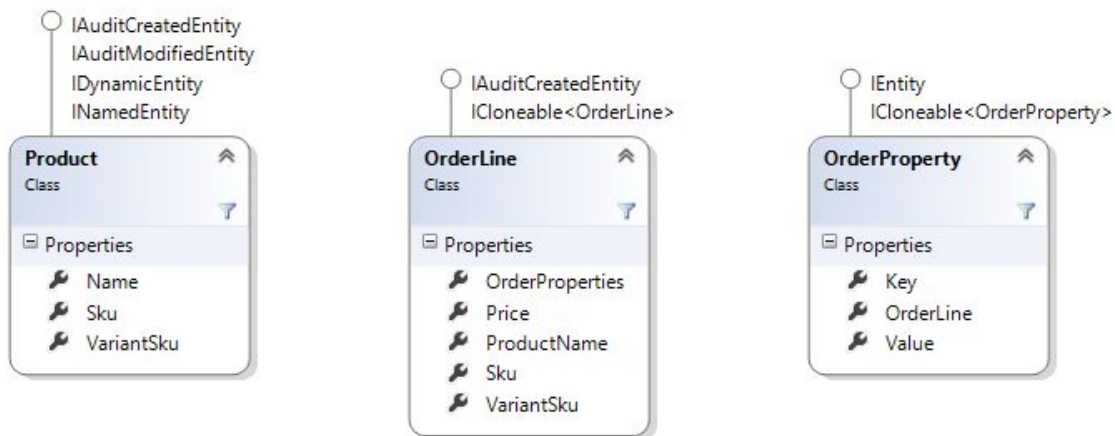 IAuditCreatedEntity
IAuditModifiedEntity
IDynamicEntity
INamedEntity
Product
Class
Properties
Name
Sku
VariantSku
IAuditCreatedEntity
ICloneable<OrderLine>
OrderLine
Class
Properties
OrderProperties
Price
ProductName
Sku
VariantSku
IEntity
ICloneable<OrderProperty>
OrderProperty
Class
Properties
Key
OrderLine
Value